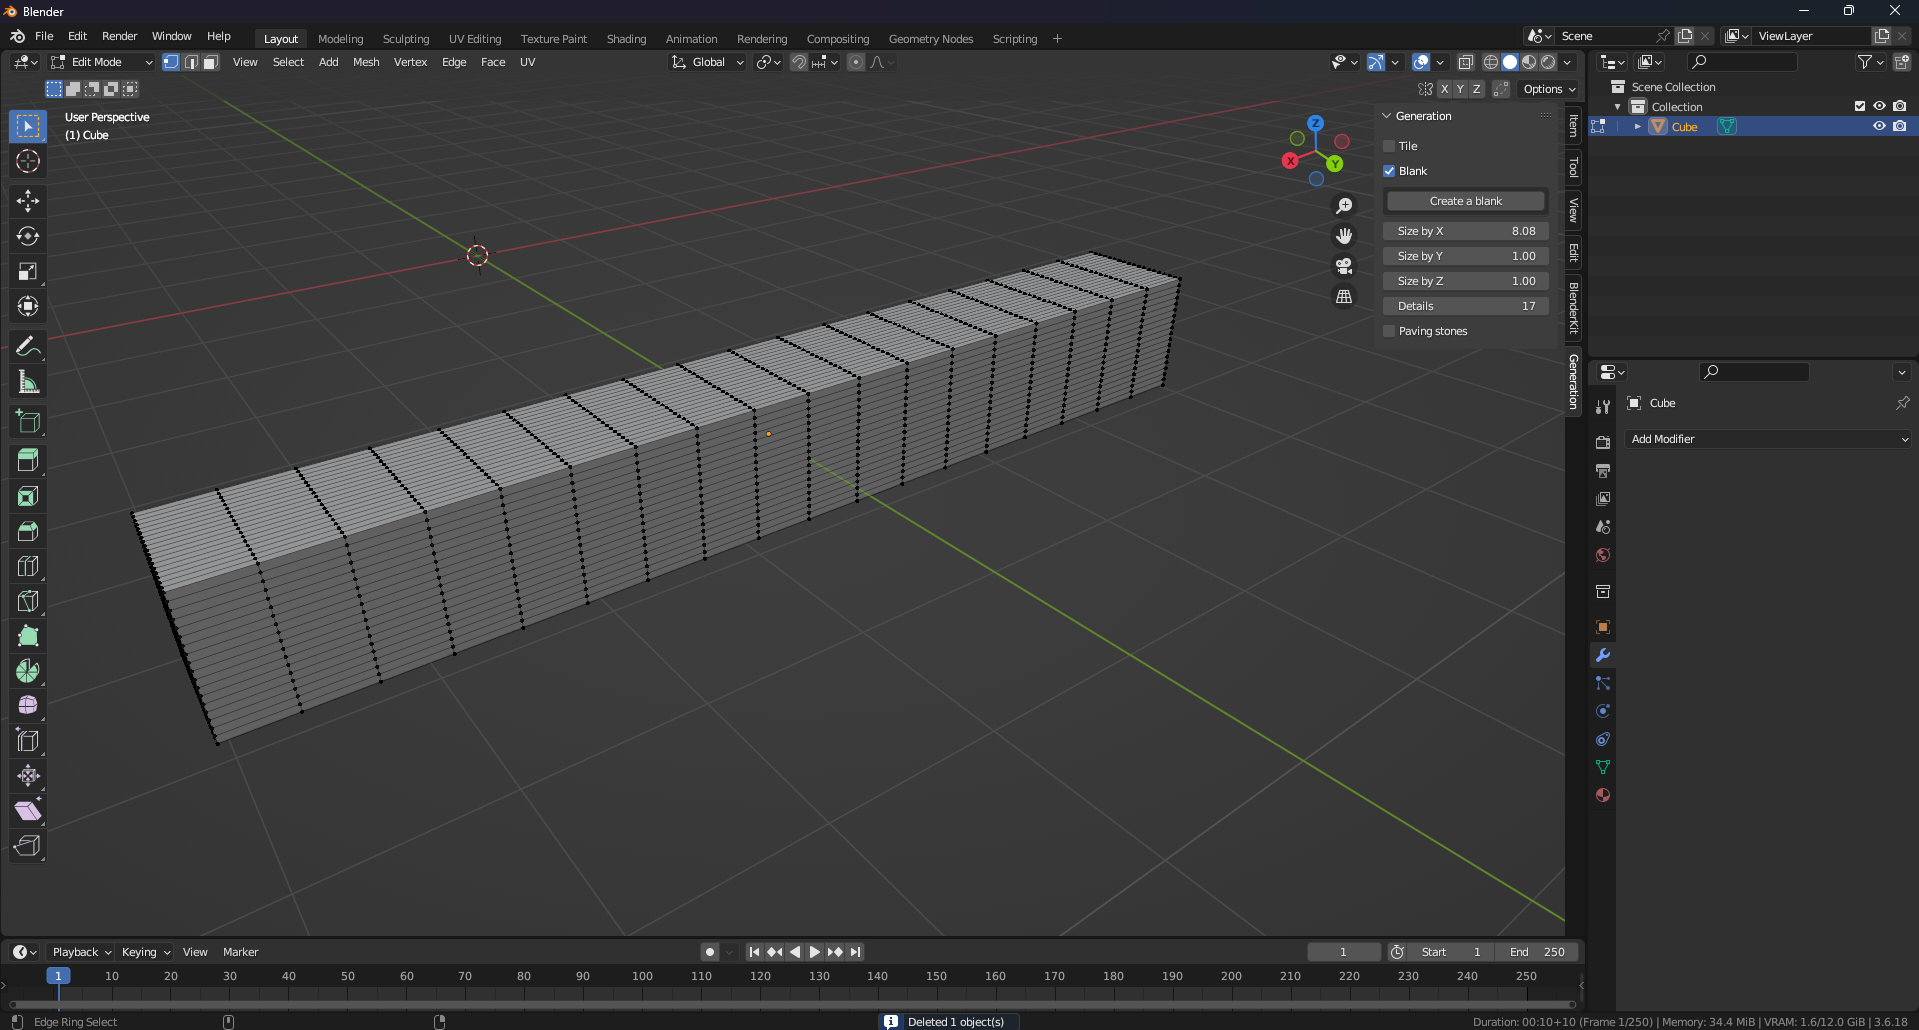 Blender
File Edit Render Window Help Layout Modeling Sculpting UV Editing Texture Paint Shading Animation Rendering Compositing Geometry Nodes Scripting + Scene ViewLayer
Edit Mode View Select Add Mesh Vertex Edge Face UV Global
X Y Z Options
User Perspective
(1) Cube
Z
X
Y
Generation
Tile
Blank
Create a blank
Size by X 8.08
Size by Y 1.00
Size by Z 1.00
Details 17
Paving stones
Item
Tool
View
Edit
BlenderKit
Generation
Scene Collection
Collection
Cube
Cube
Add Modifier
Playback Keying View Marker 1 Start 1 End 250
1 10 20 30 40 50 60 70 80 90 100 110 120 130 140 150 160 170 180 190 200 210 220 230 240 250
Edge Ring Select Deleted 1 object(s) Duration: 00:10+10 (Frame 1/250) | Memory: 34.4 MiB | VRAM: 1.6/12.0 GiB | 3.6.18